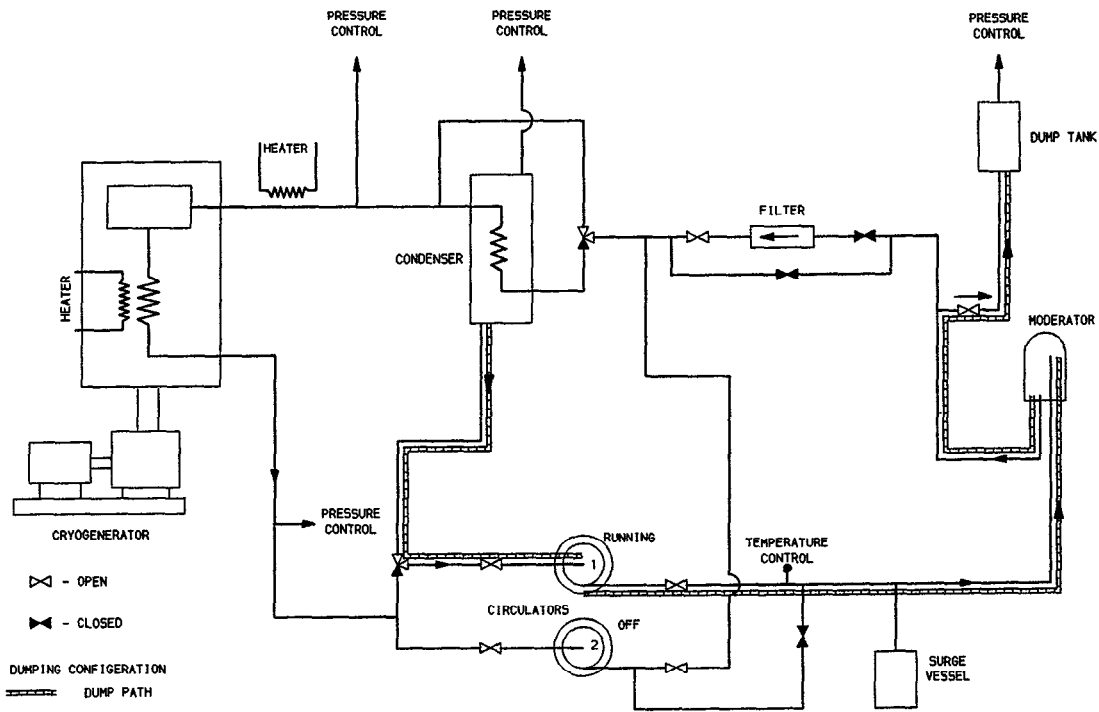 PRESSURE
CONTROL
PRESSURE
CONTROL
PRESSURE
CONTROL
DUMP TANK
HEATER
FILTER
CONDENSER
HEATER
MODERATOR
PRESSURE
CONTROL
CRYOGENERATOR
RUNNING
1
TEMPERATURE
CONTROL
- OPEN
CIRCULATORS
OFF
- CLOSED
2
SURGE
VESSEL
DUMPING CONFIGERATION
DUMP PATH